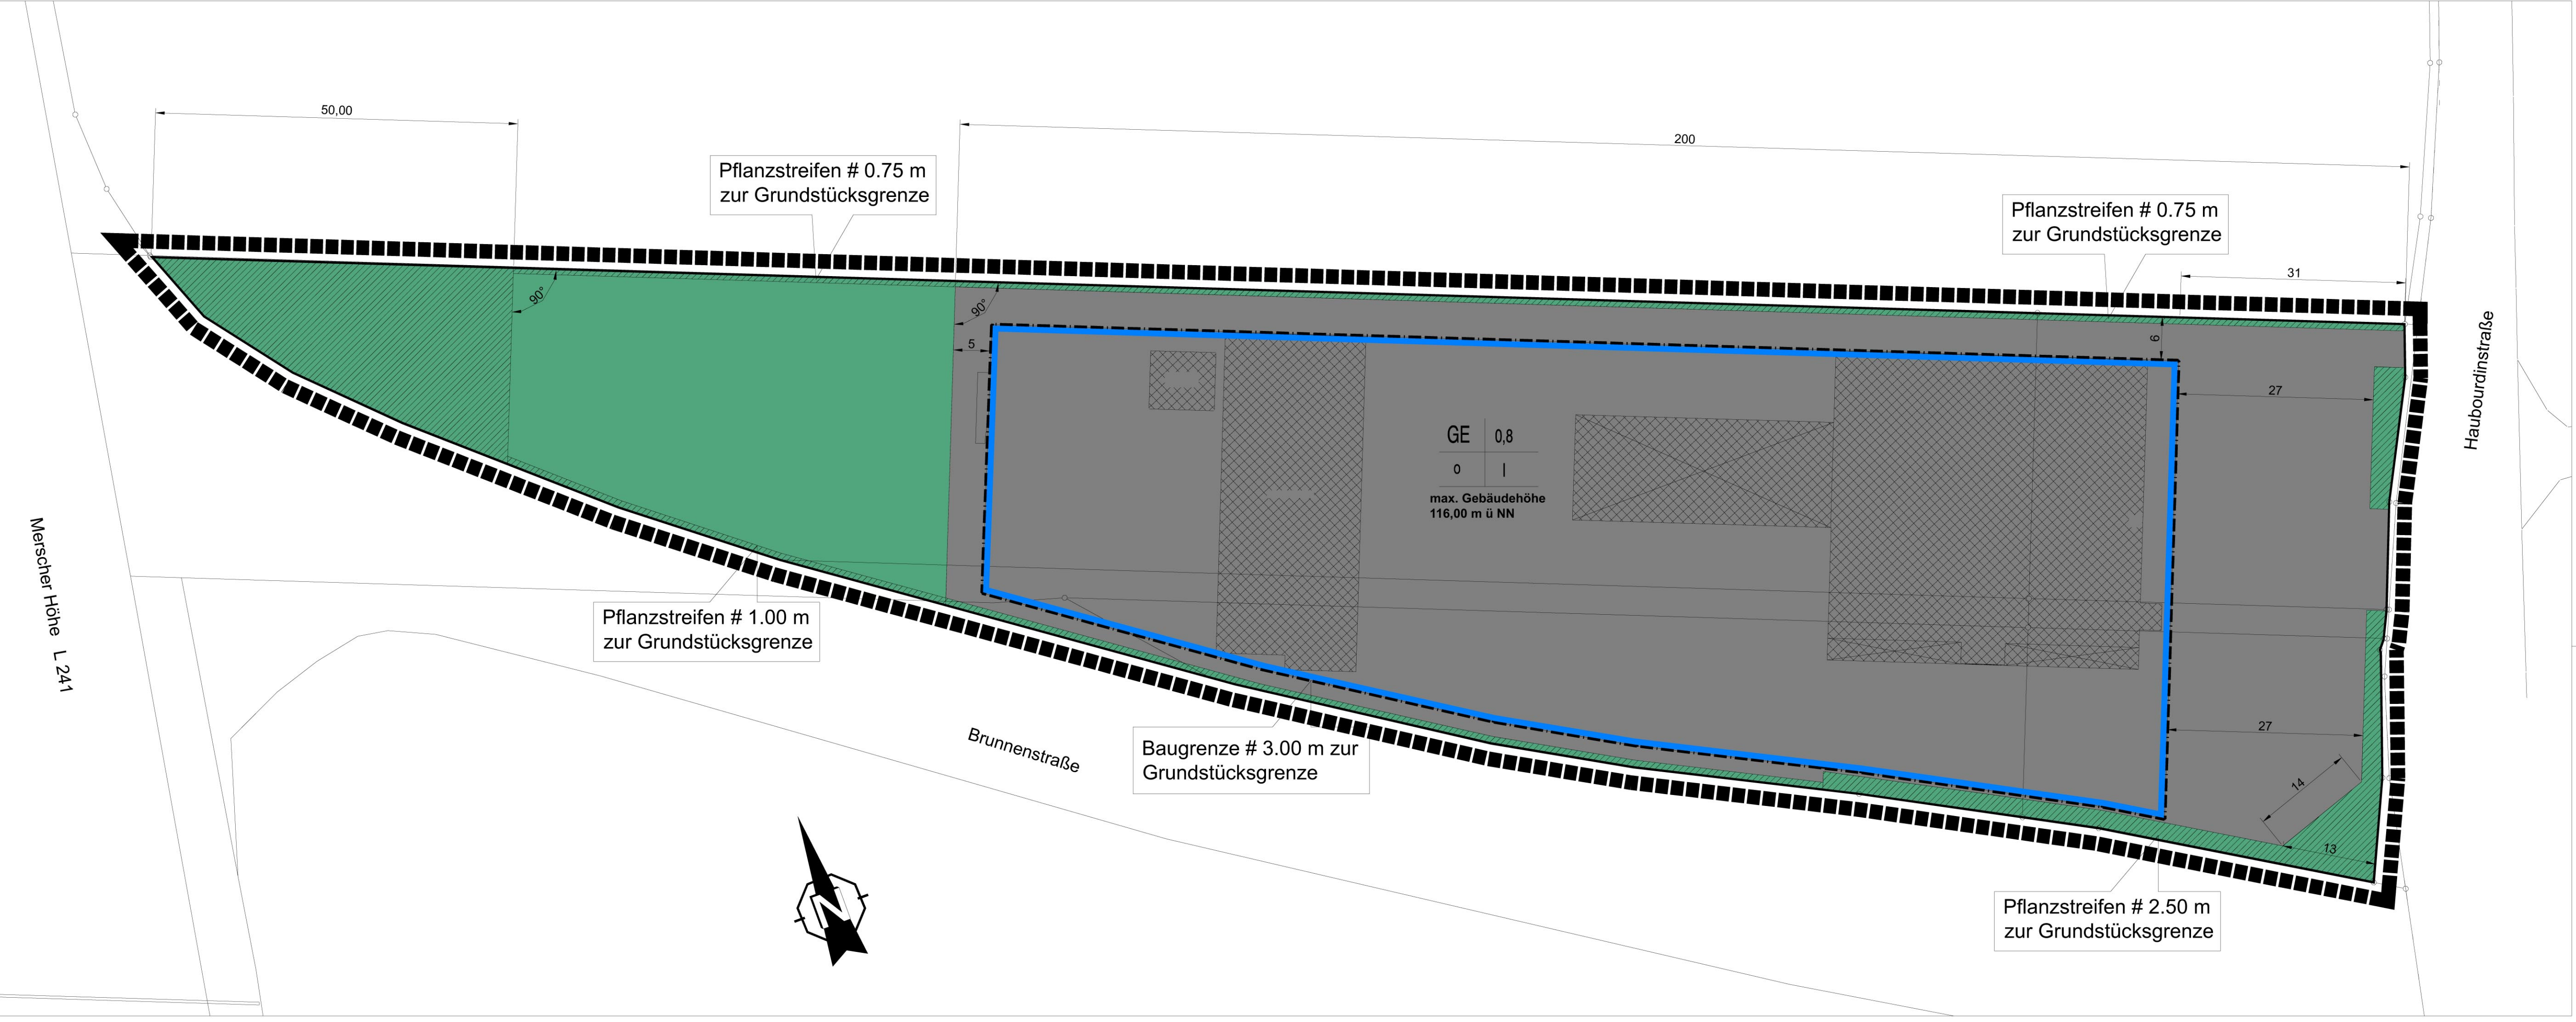 50,00
200
Pflanzstreifen # 0.75 m
zur Grundstücksgrenze
Pflanzstreifen # 0.75 m
zur Grundstücksgrenze
31
90°
90°
5
6
27
Haubourdinstraße
GE 0,8
o I
max. Gebäudehöhe
116,00 m ü NN
Merscher Höhe L 241
Pflanzstreifen # 1.00 m
zur Grundstücksgrenze
Brunnenstraße
Baugrenze # 3.00 m zur
Grundstücksgrenze
27
14
13
Pflanzstreifen # 2.50 m
zur Grundstücksgrenze
N